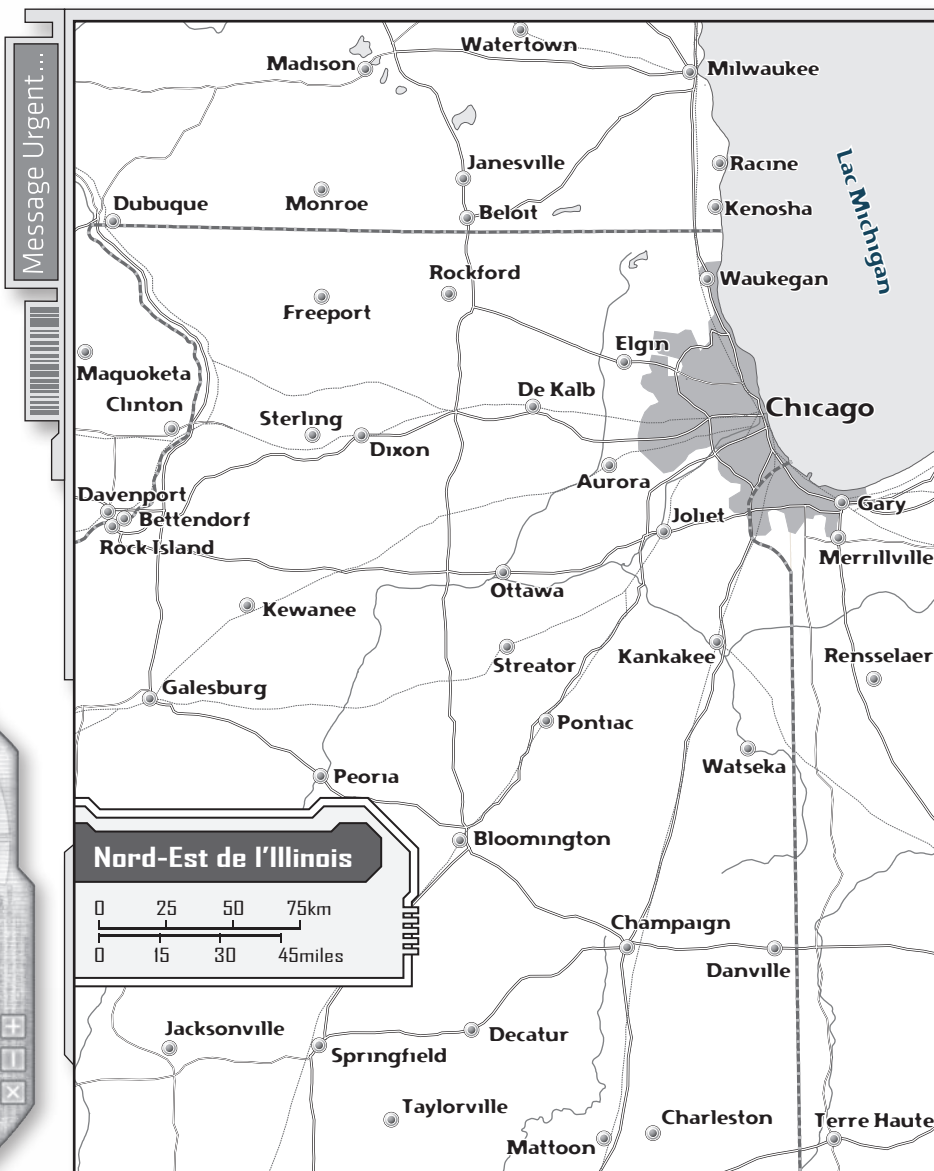 Message Urgent...
Watertown
Madison
Milwaukee
Janesville
Racine
Lac Michigan
Monroe
Dubuque
Beloit
Kenosha
Rockford
Waukegan
Freeport
Elgin
Maquoketa
Clinton
De Kalb
Chicago
Sterling
Dixon
Aurora
Davenport
Bettendorf
Joliet
Gary
Rock Island
Merrillville
Ottawa
Kewanee
Streator
Kankakee
Rensselaer
Galesburg
Pontiac
Watseka
Peoria
Bloomington
Nord-Est de l'Illinois
0 25 50 75km
0 15 30 45miles
Champaign
Danville
Jacksonville
Springfield
Decatur
Taylorville
Charleston
Terre Haute
Mattoon